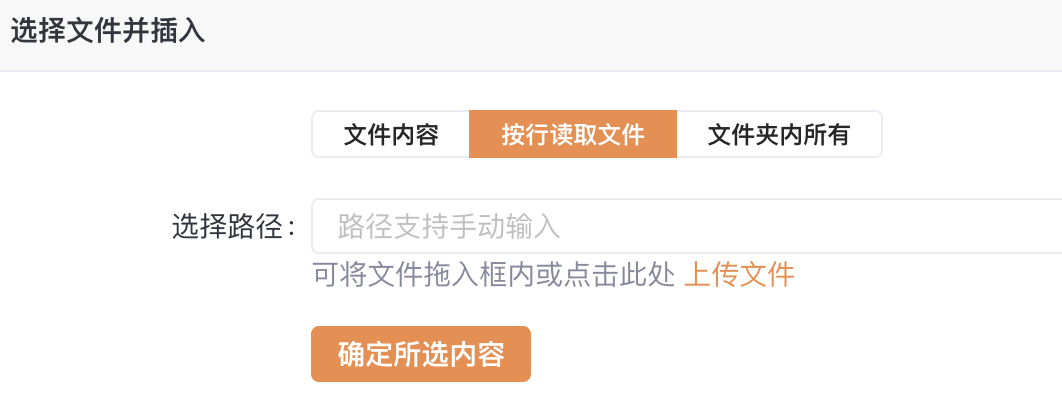 选择文件并插入
文件内容 按行读取文件 文件夹内所有
选择路径: 路径支持手动输入
可将文件拖入框内或点击此处 上传文件
确定所选内容